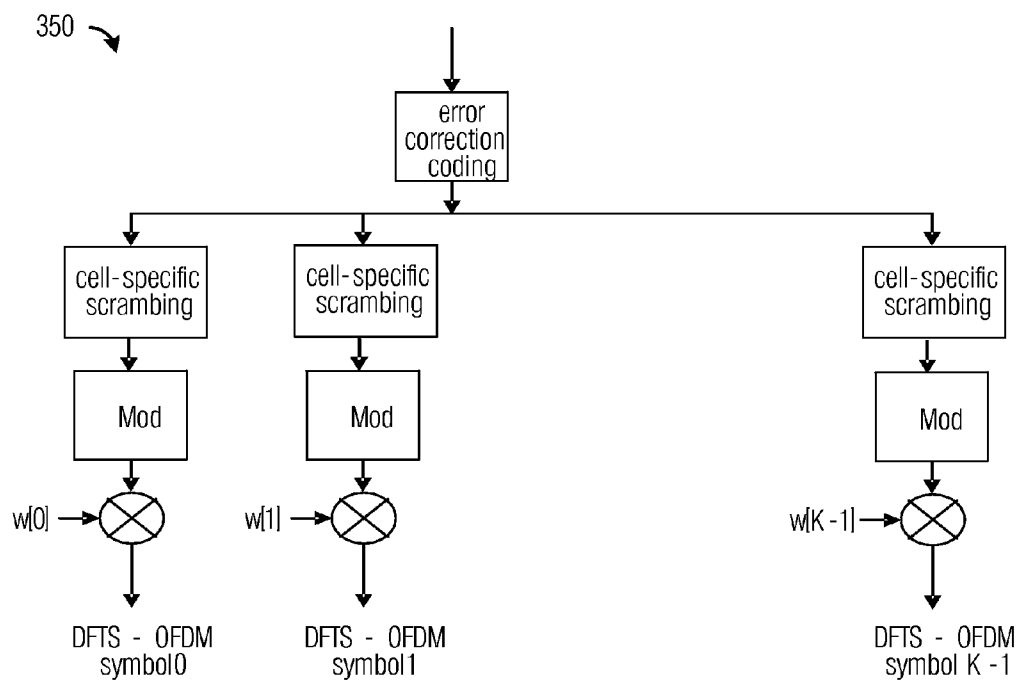 350
error
correction
coding
cell-specific
scrambing
cell-specific
scrambing
cell-specific
scrambing
Mod
Mod
Mod
w[0]
w[1]
w[K-1]
DFTS - OFDM
symbol0
DFTS - OFDM
symbol1
DFTS - OFDM
symbol K-1